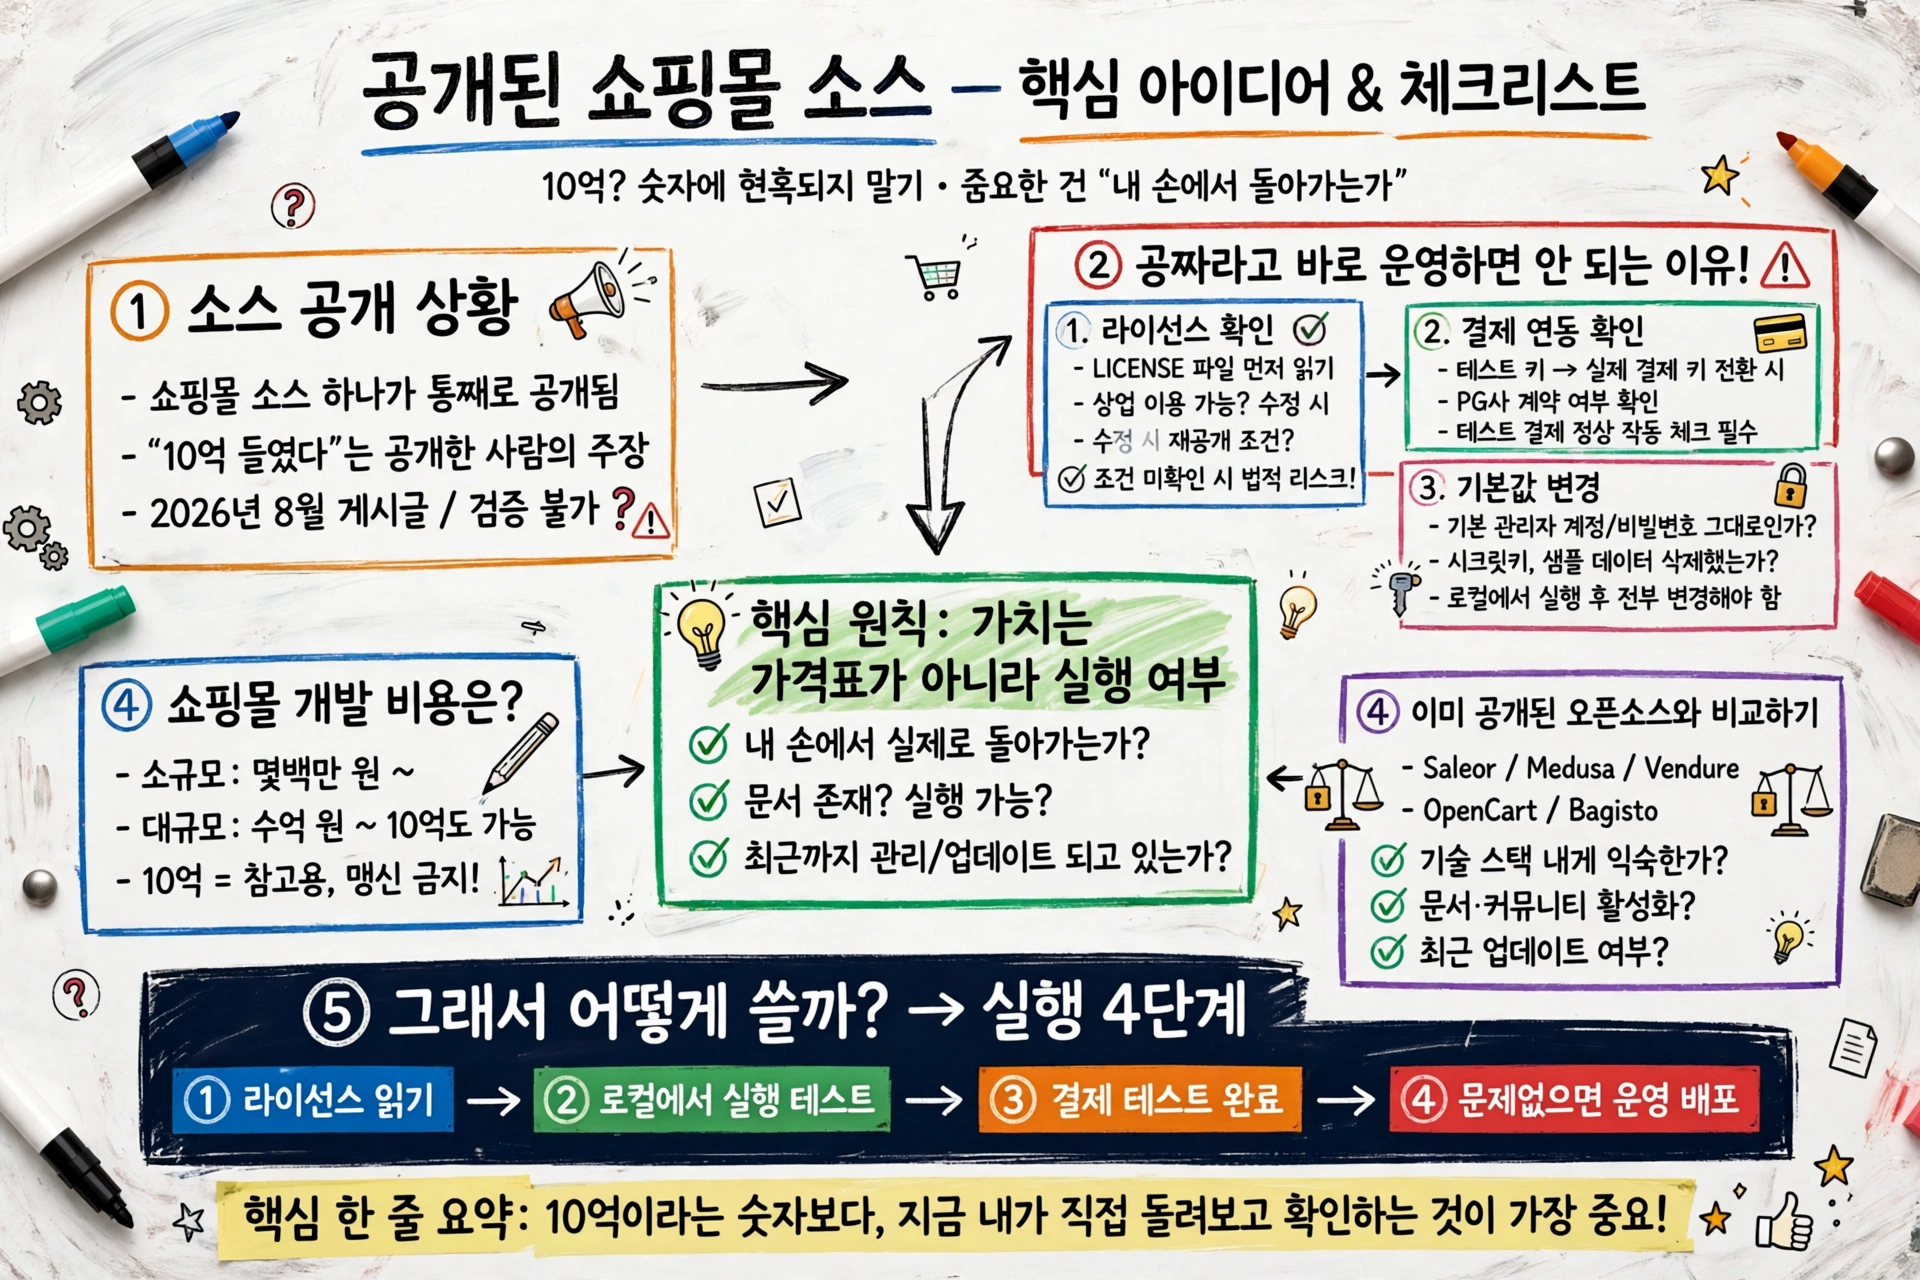 공개된 쇼핑몰 소스 – 핵심 아이디어 & 체크리스트
10억? 숫자에 현혹되지 말기 • 중요한 건 “내 손에서 돌아가는가”
① 소스 공개 상황
- 쇼핑몰 소스 하나가 통째로 공개됨
- “10억 들였다”는 공개한 사람의 주장
- 2026년 8월 게시글 / 검증 불가 ?
② 공짜라고 바로 운영하면 안 되는 이유!
1. 라이선스 확인
- LICENSE 파일 먼저 읽기
- 상업 이용 가능? 수정 시
- 수정 시 재공개 조건?
조건 미확인 시 법적 리스크!
2. 결제 연동 확인
- 테스트 키 → 실제 결제 키 전환 시
- PG사 계약 여부 확인
- 테스트 결제 정상 작동 체크 필수
3. 기본값 변경
- 기본 관리자 계정/비밀번호 그대로인가?
- 시크릿키, 샘플 데이터 삭제했는가?
- 로컬에서 실행 후 전부 변경해야 함
핵심 원칙: 가치는
가격표가 아니라 실행 여부
내 손에서 실제로 돌아가는가?
문서 존재? 실행 가능?
최근까지 관리/업데이트 되고 있는가?
④ 쇼핑몰 개발 비용은?
- 소규모: 몇백만 원 ~
- 대규모: 수억 원 ~ 10억도 가능
- 10억 = 참고용, 맹신 금지!
④ 이미 공개된 오픈소스와 비교하기
- Saleor / Medusa / Vendure
- OpenCart / Bagisto
기술 스택 내게 익숙한가?
문서·커뮤니티 활성화?
최근 업데이트 여부?
⑤ 그래서 어떻게 쓸까? → 실행 4단계
① 라이선스 읽기 → ② 로컬에서 실행 테스트 → ③ 결제 테스트 완료 → ④ 문제없으면 운영 배포
핵심 한 줄 요약: 10억이라는 숫자보다, 지금 내가 직접 돌려보고 확인하는 것이 가장 중요!